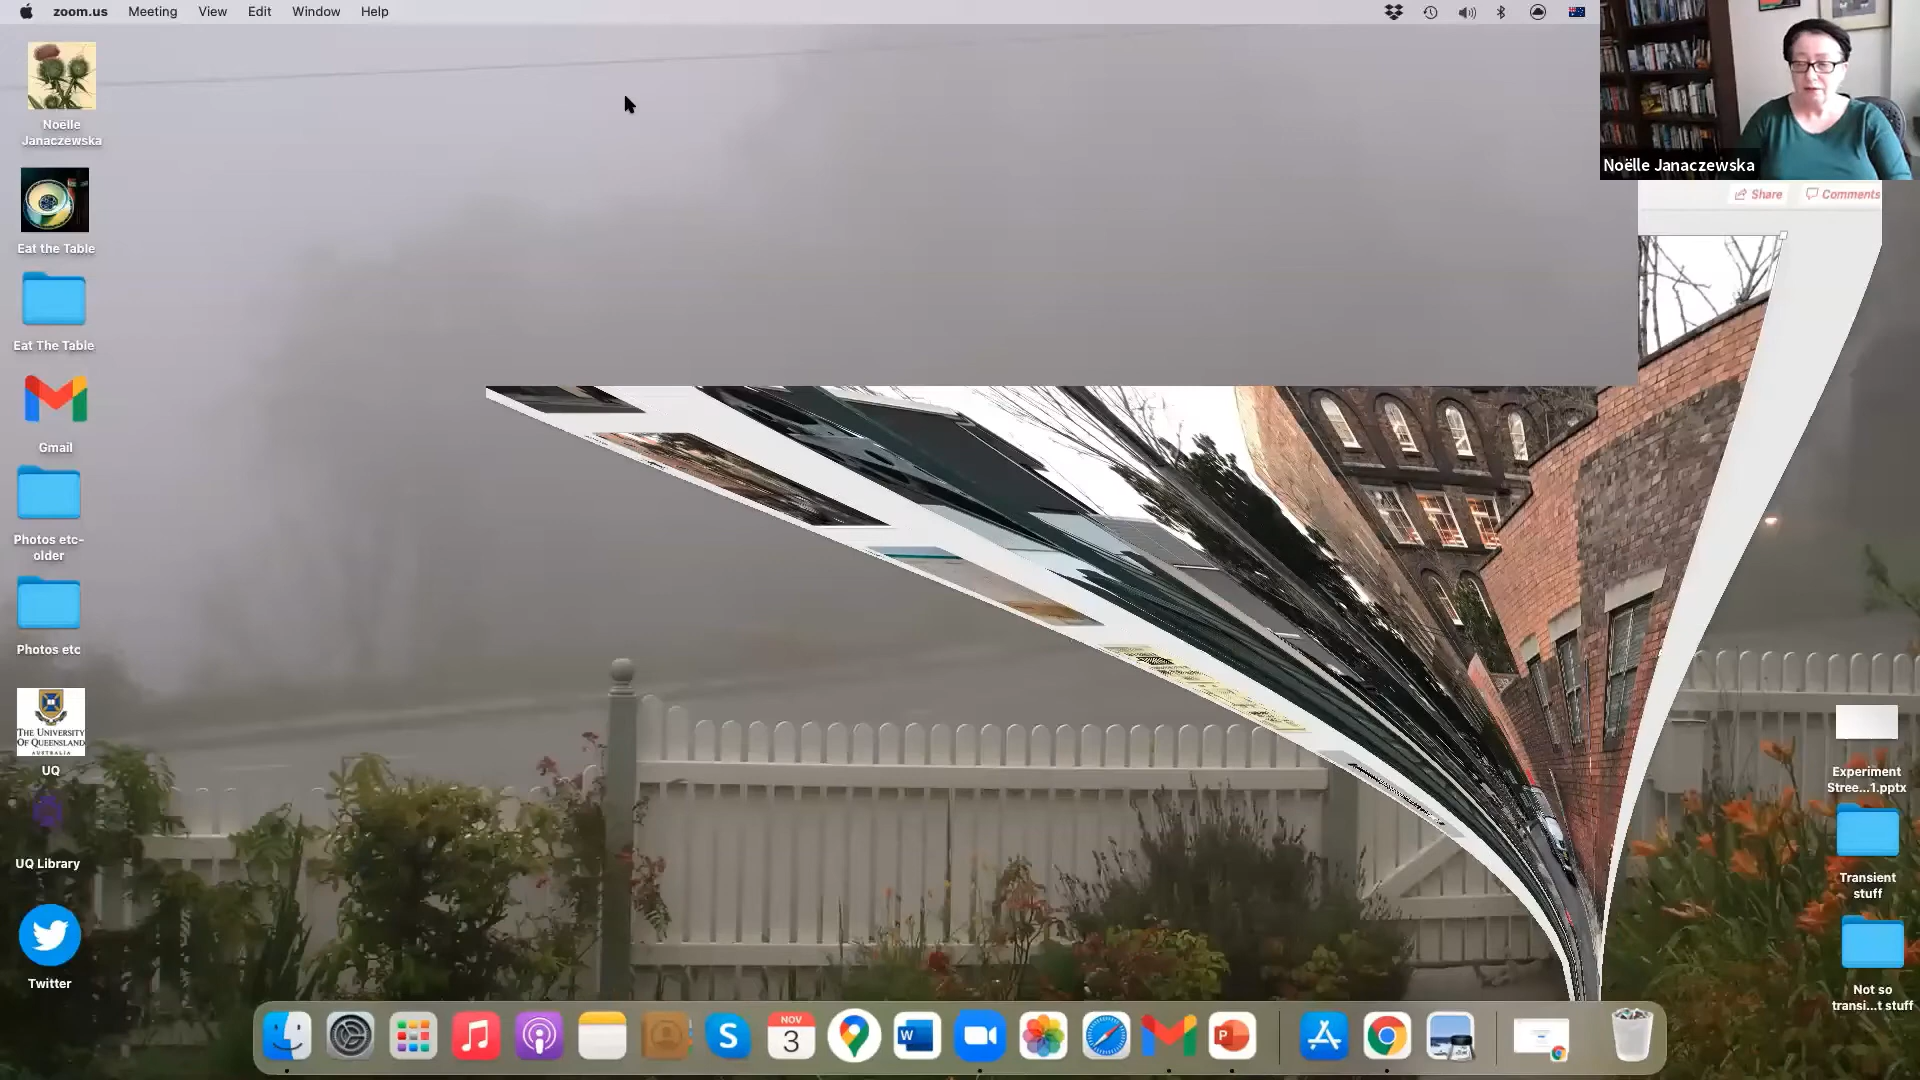 zoom.us Meeting View Edit Window Help
Noëlle Janaczewska
Share Comments
Noëlle
Janaczewska
Eat the Table
Eat The Table
Gmail
Photos etc-
older
Photos etc
THE UNIVERSITY
OF QUEENSLAND
AUSTRALIA
UQ
UQ Library
Twitter
Experiment
Stree...1.pptx
Transient
stuff
Not so
transi...t stuff
NOV
3
S
W
P